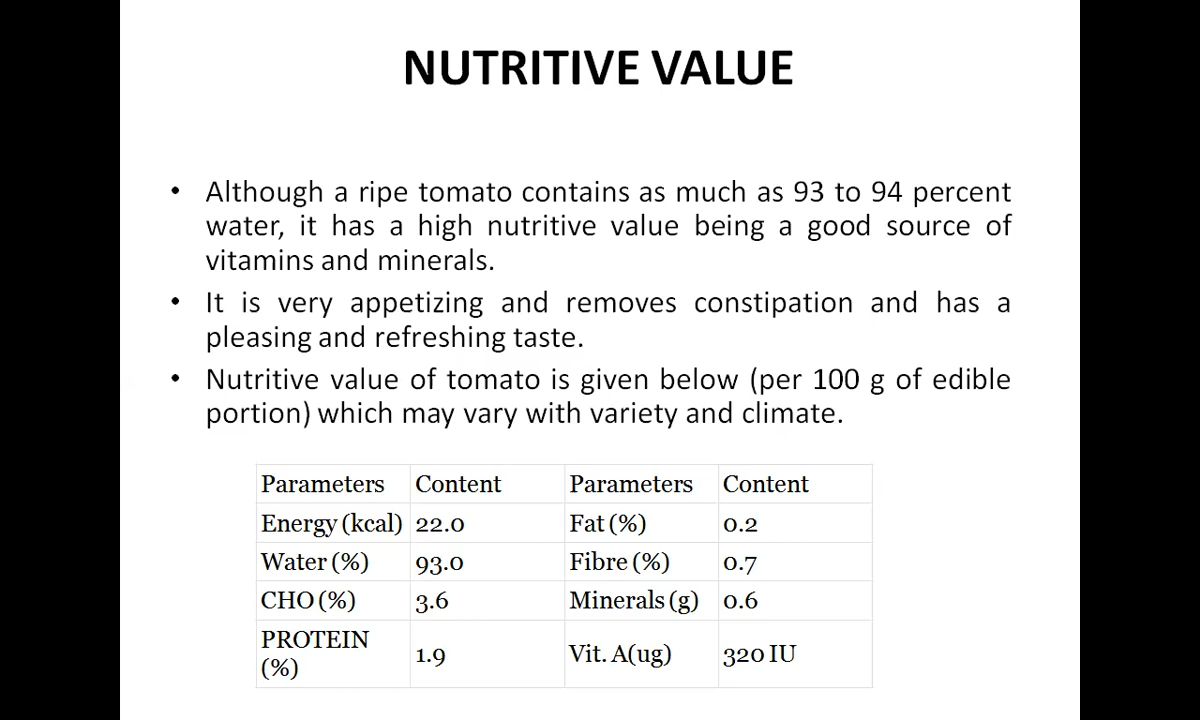 NUTRITIVE VALUE
• Although a ripe tomato contains as much as 93 to 94 percent
water, it has a high nutritive value being a good source of
vitamins and minerals.
• It is very appetizing and removes constipation and has a
pleasing and refreshing taste.
• Nutritive value of tomato is given below (per 100 g of edible
portion) which may vary with variety and climate.
Parameters Content Parameters Content
Energy (kcal) 22.0 Fat (%) 0.2
Water (%) 93.0 Fibre (%) 0.7
CHO (%) 3.6 Minerals (g) 0.6
PROTEIN
(%) 1.9 Vit. A(ug) 320 IU